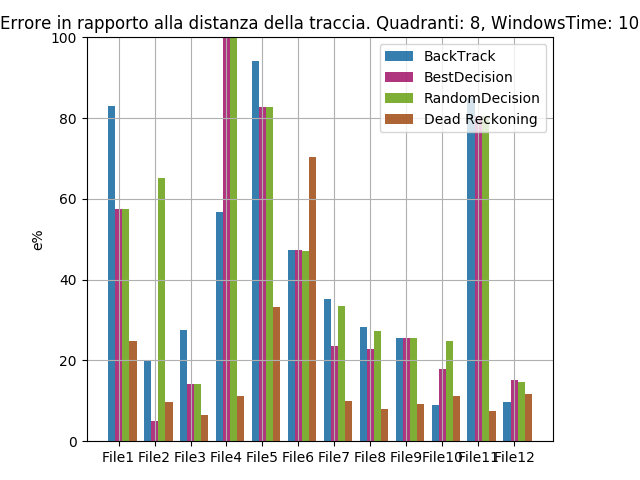 Errore in rapporto alla distanza della traccia. Quadranti: 8, WindowsTime: 10
100
80
60
40
20
0
e%
BackTrack
BestDecision
RandomDecision
Dead Reckoning
File1 File2 File3 File4 File5 File6 File7 File8 File9 File10 File11 File12